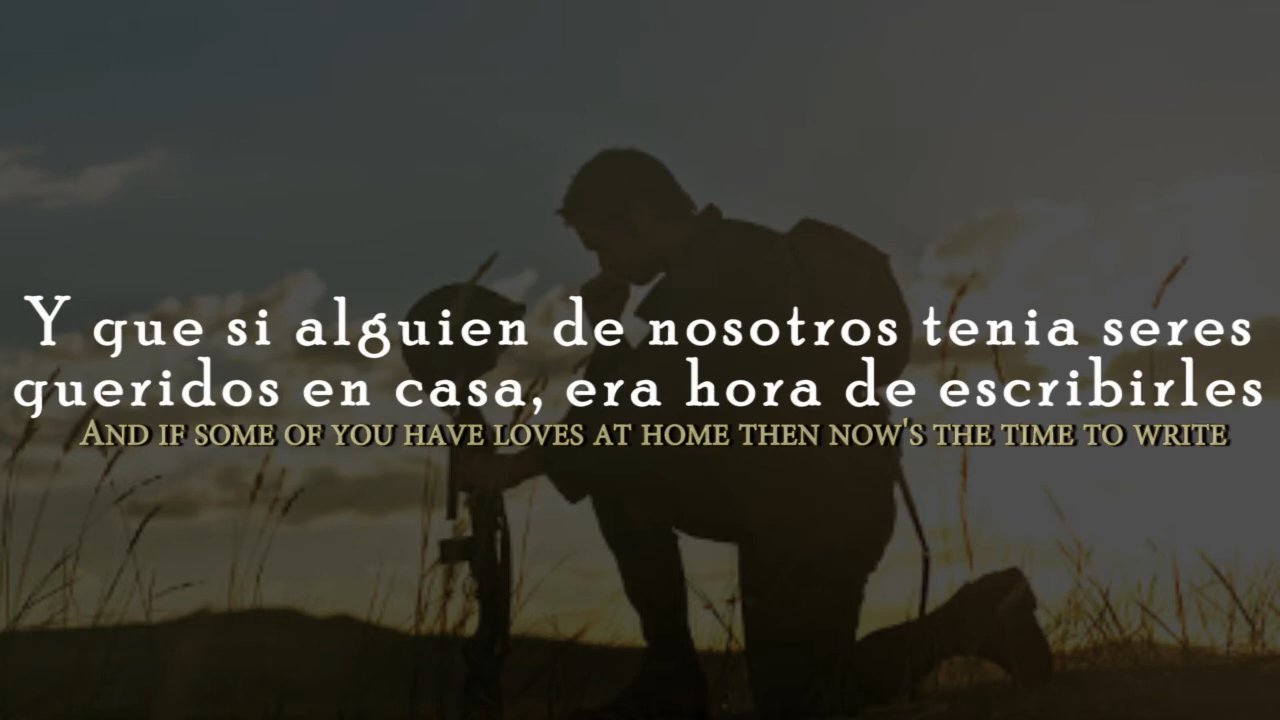 Y que si alguien de nosotros tenia seres
queridos en casa, era hora de escribirles
AND IF SOME OF YOU HAVE LOVES AT HOME THEN NOW'S THE TIME TO WRITE